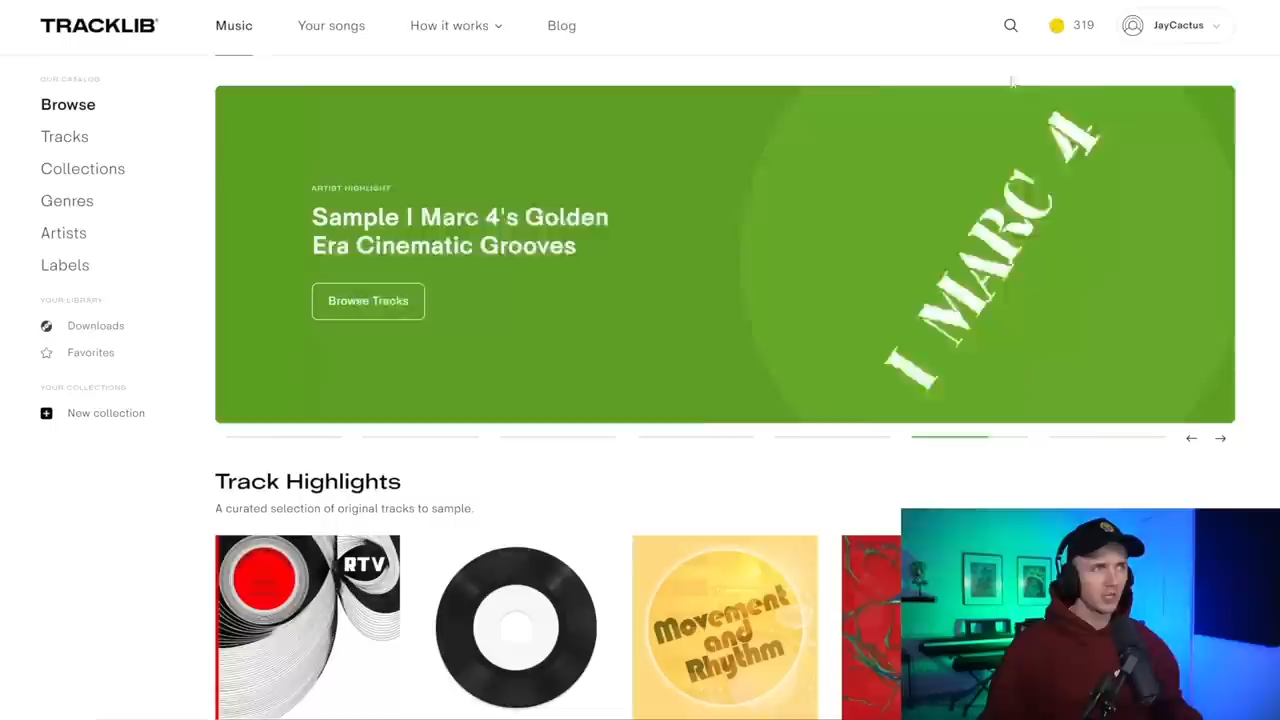 TRACKLIB®
Music
Your songs
How it works
Blog
319
JayCactus
OUR CATALOG
Browse
Tracks
Collections
Genres
Artists
Labels
YOUR LIBRARY
Downloads
Favorites
YOUR COLLECTIONS
New collection
ARTIST HIGHLIGHT
Sample I Marc 4's Golden
Era Cinematic Grooves
Browse Tracks
I MARC 4
Track Highlights
A curated selection of original tracks to sample.
RTV
Movement
and
Rhythm